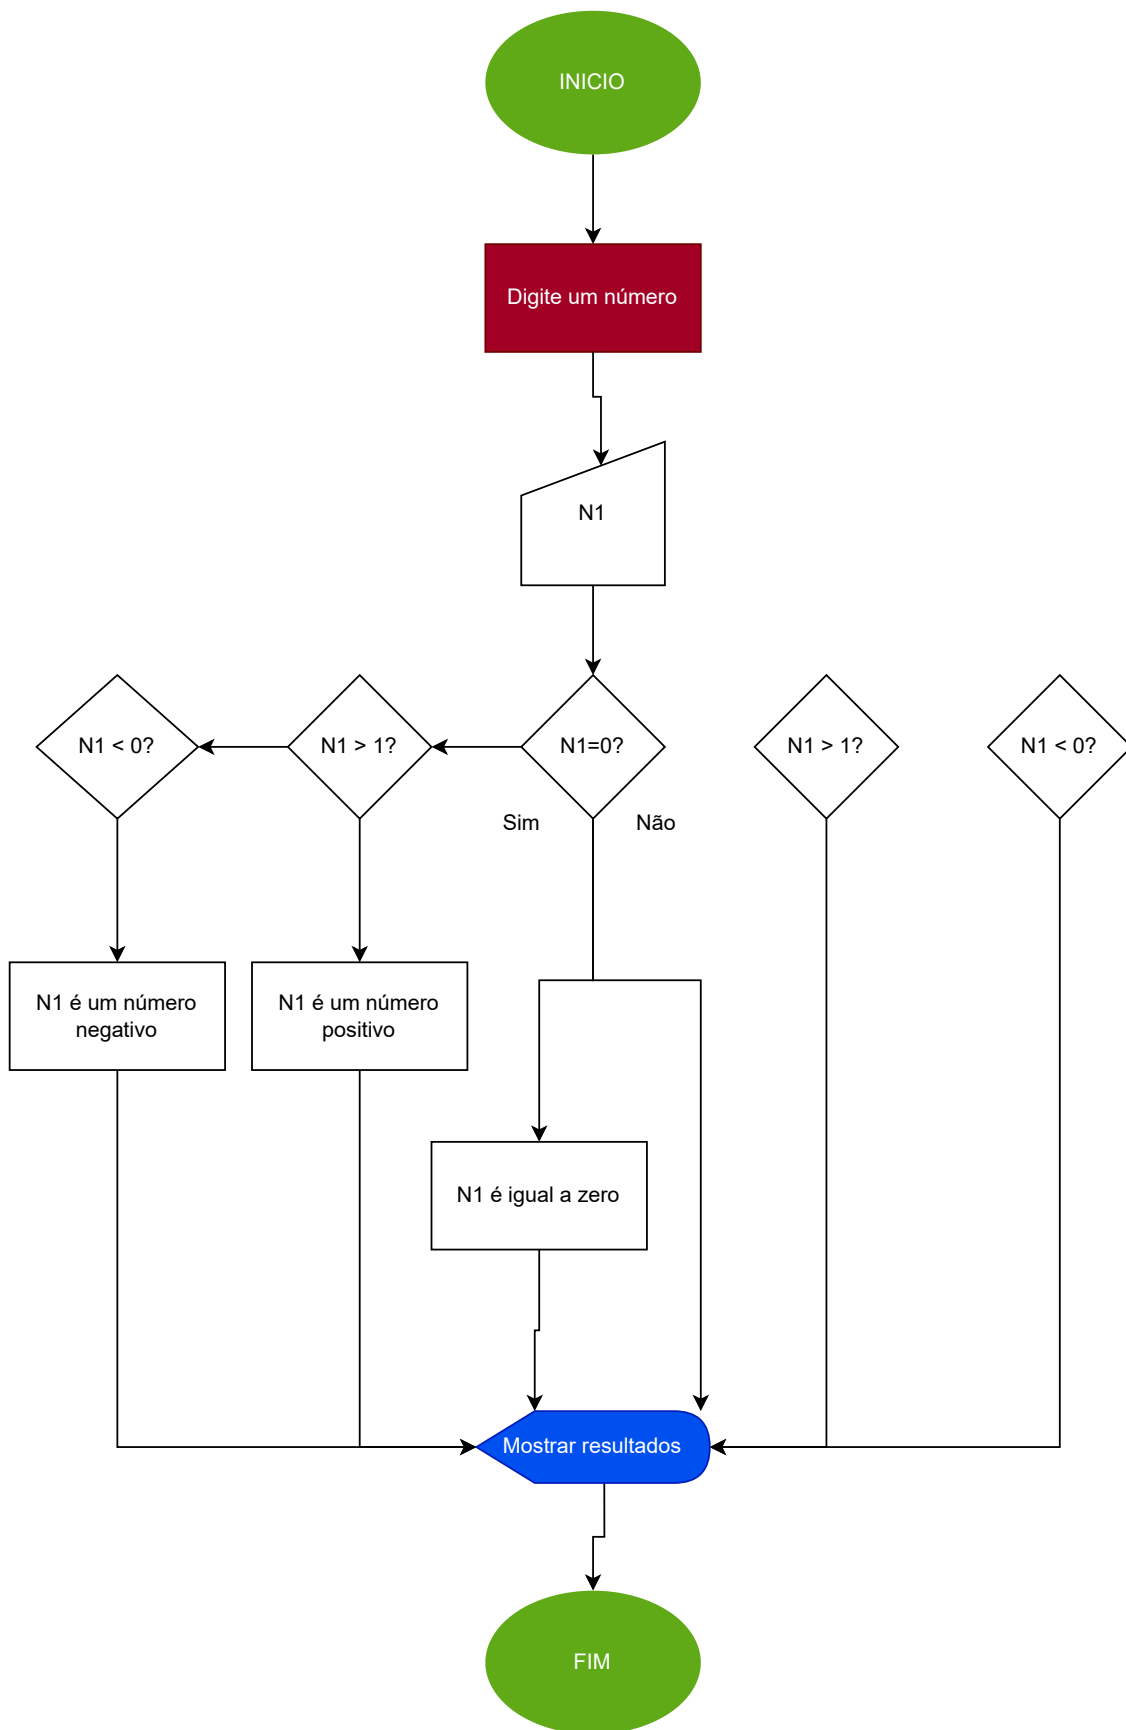 INICIO
Digite um número
N1
N1 < 0?
N1 > 1?
N1=0?
N1 > 1?
N1 < 0?
Sim
Não
N1 é um número
negativo
N1 é um número
positivo
N1 é igual a zero
Mostrar resultados
FIM